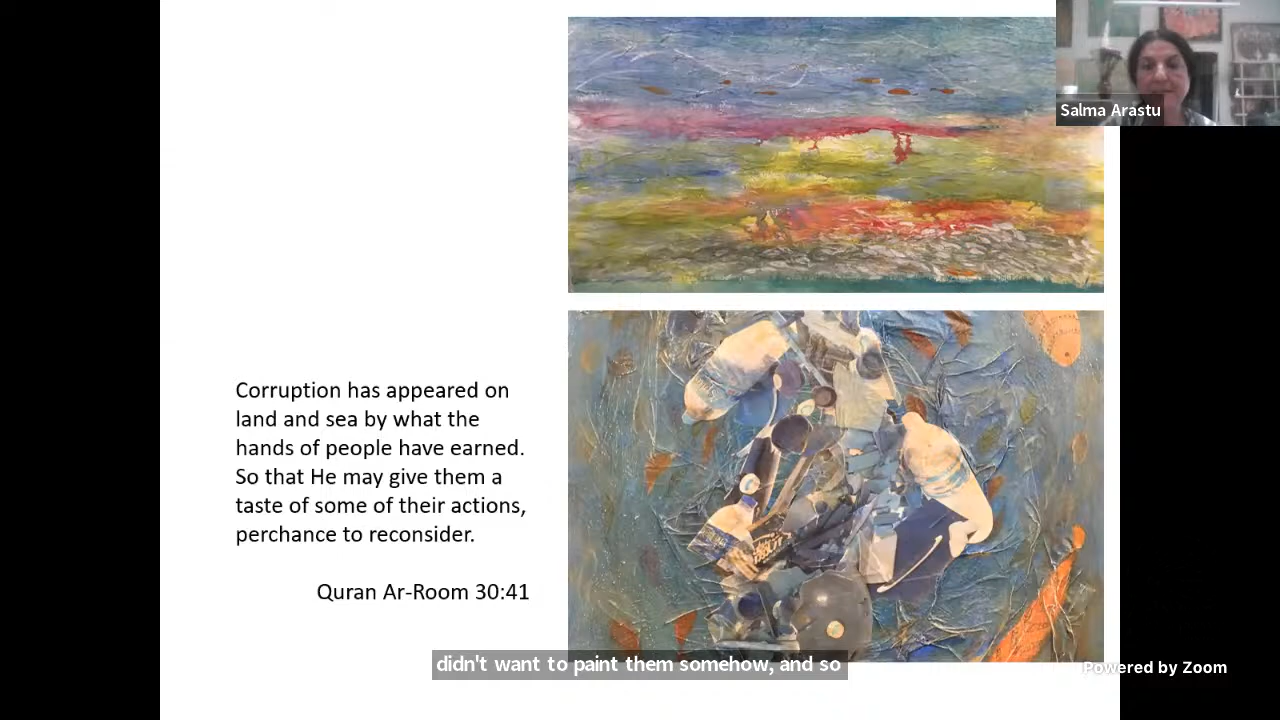 Salma Arastu
Corruption has appeared on
land and sea by what the
hands of people have earned.
So that He may give them a
taste of some of their actions,
perchance to reconsider.
Quran Ar-Room 30:41
didn't want to paint them somehow, and so
Powered by Zoom